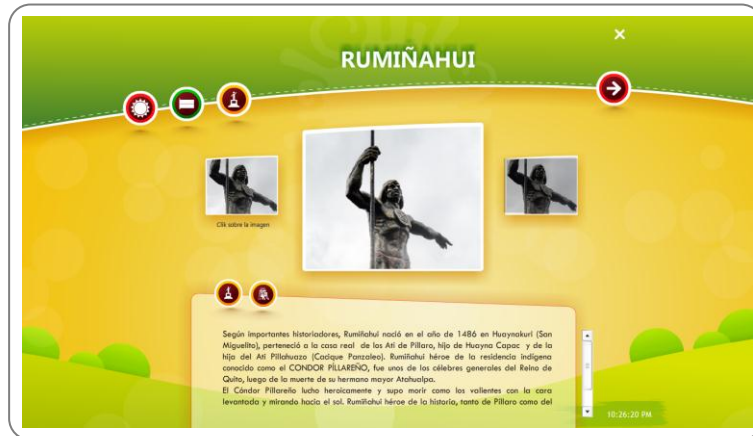 RUMIÑAHUI
Clik sobre la imagen
Según importantes historiadores, Rumiñahui nació en el año de 1486 en Huaynakuri (San
Miguelito), perteneció a la casa real de los Ati de Pillaro, hijo de Huayna Capac y de la
hija del Ati Pillahuazo (Cacique Panzaleo). Rumiñahui héroe de la residencia indígena
conocido como el CONDOR PILLAREÑO, fue unos de los célebres generales del Reino de
Quito, luego de la muerte de su hermano mayor Atahualpa.
El Cóndor Pillareño lucho heroicamente y supo morir como los valientes con la cara
levantada y mirando hacia el sol. Rumiñahui héroe de la historia, tanto de Pillaro como del
10:26:20 PM